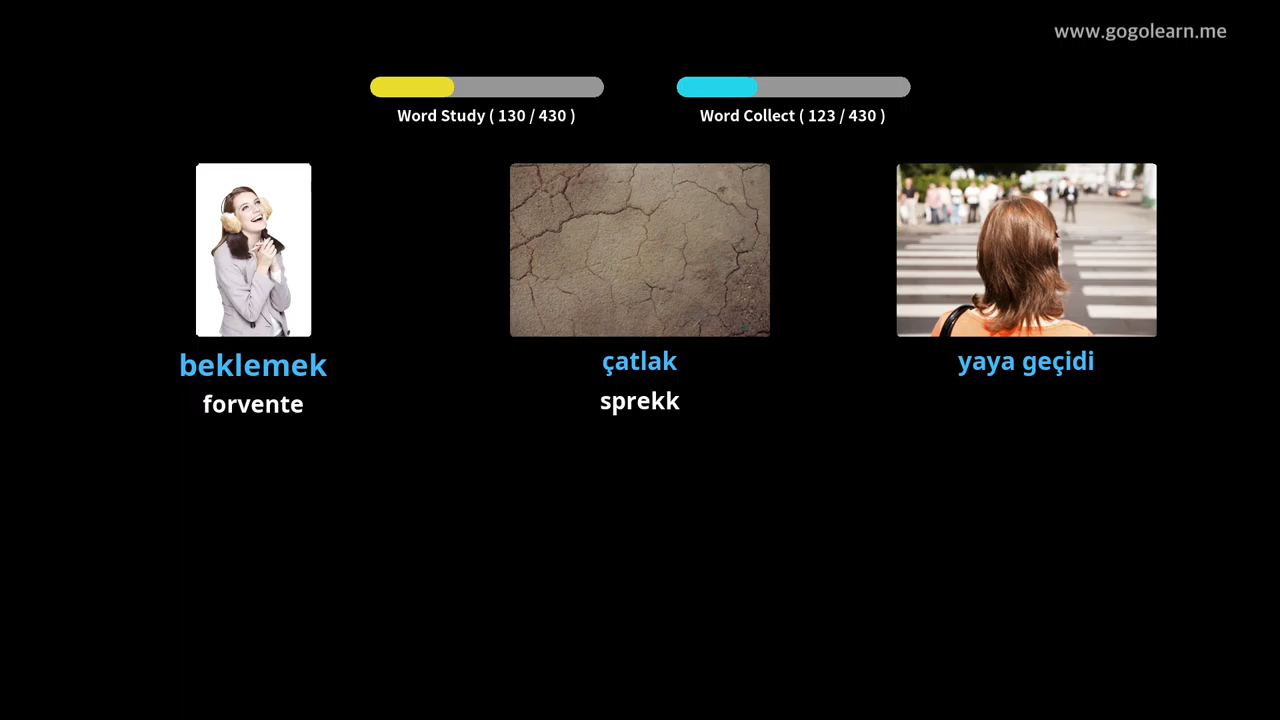 www.gogolearn.me
Word Study ( 130 / 430 )
Word Collect ( 123 / 430 )
beklemek
forvente
çatlak
sprekk
yaya geçidi